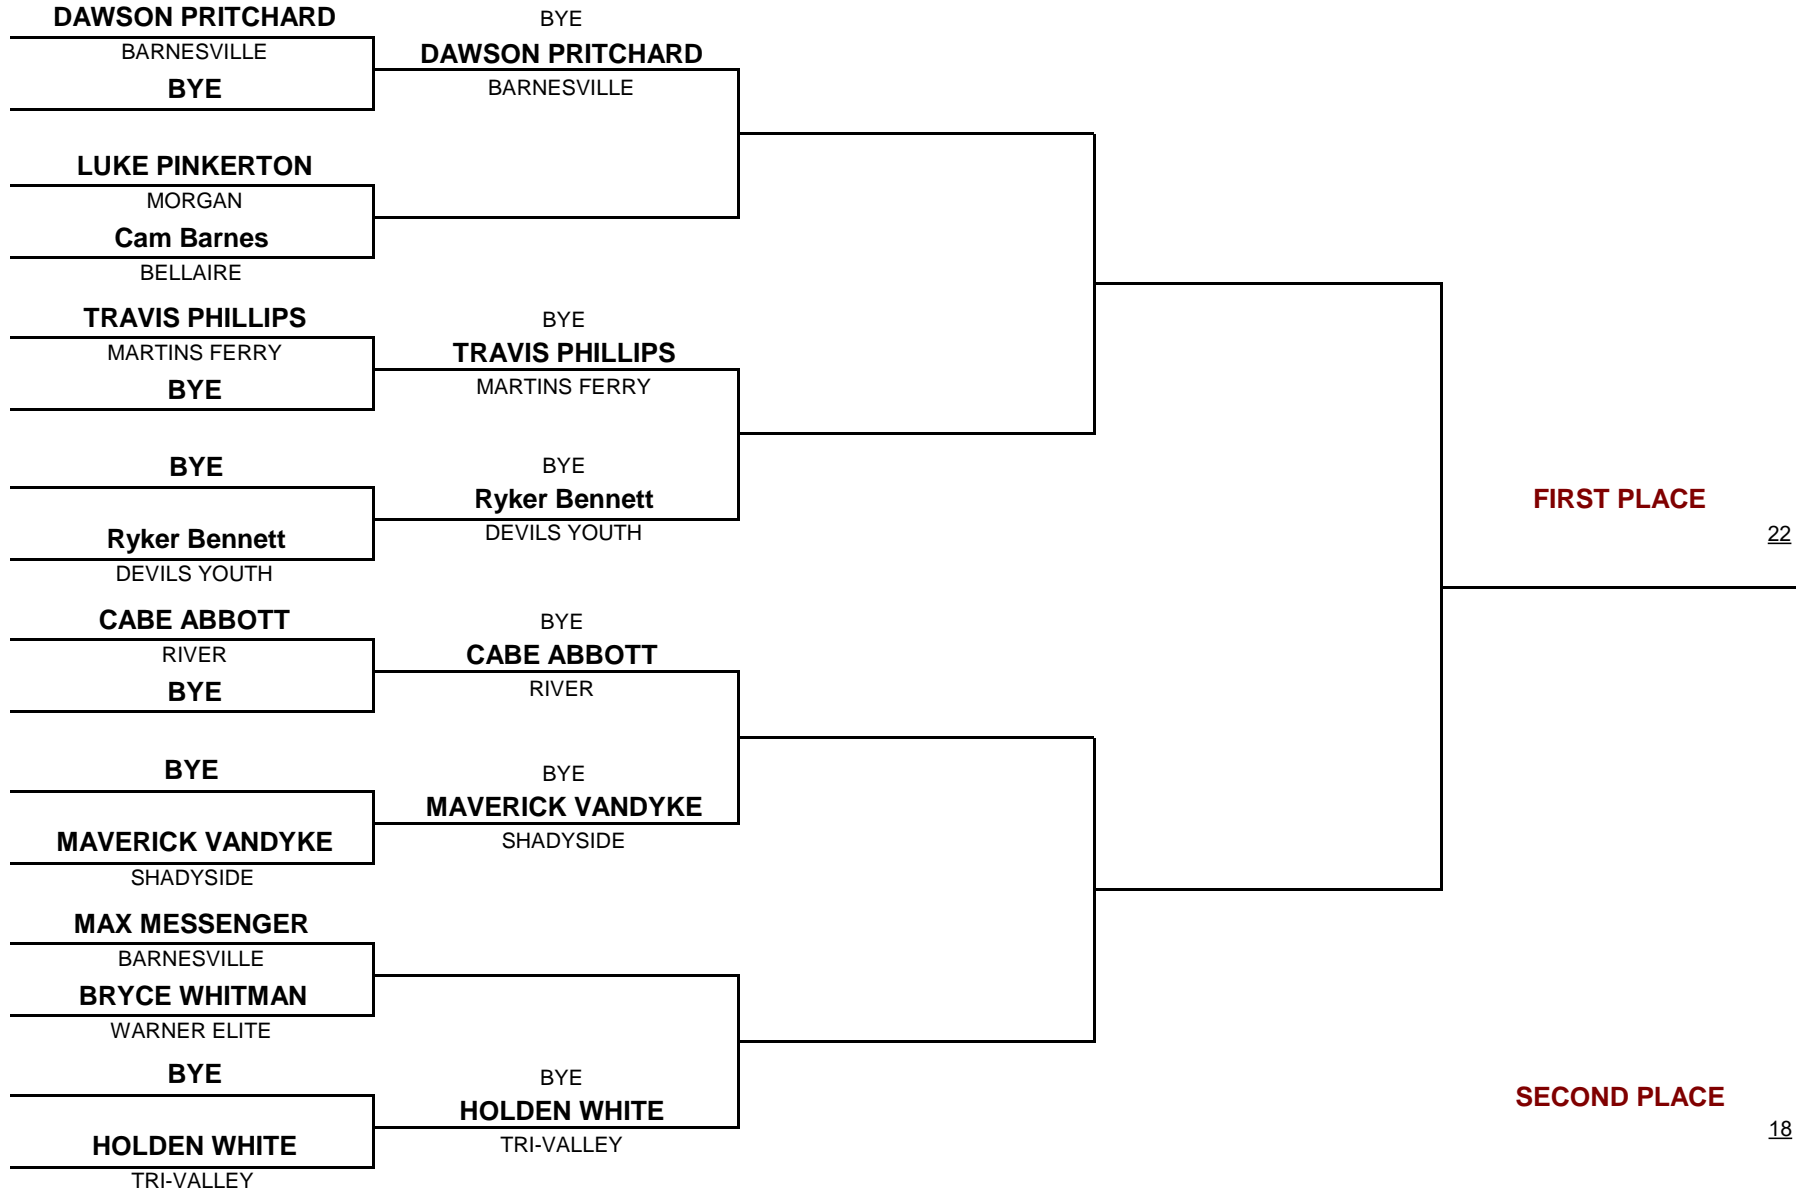 DAWSON PRITCHARD
BARNESVILLE
BYE
BYE
DAWSON PRITCHARD
BARNESVILLE
LUKE PINKERTON
MORGAN
Cam Barnes
BELLAIRE
TRAVIS PHILLIPS
MARTINS FERRY
BYE
BYE
TRAVIS PHILLIPS
MARTINS FERRY
BYE
Ryker Bennett
DEVILS YOUTH
BYE
Ryker Bennett
DEVILS YOUTH
CABE ABBOTT
RIVER
BYE
BYE
CABE ABBOTT
RIVER
BYE
MAVERICK VANDYKE
SHADYSIDE
BYE
MAVERICK VANDYKE
SHADYSIDE
MAX MESSENGER
BARNESVILLE
BRYCE WHITMAN
WARNER ELITE
BYE
HOLDEN WHITE
TRI-VALLEY
BYE
HOLDEN WHITE
TRI-VALLEY
FIRST PLACE
22
SECOND PLACE
18